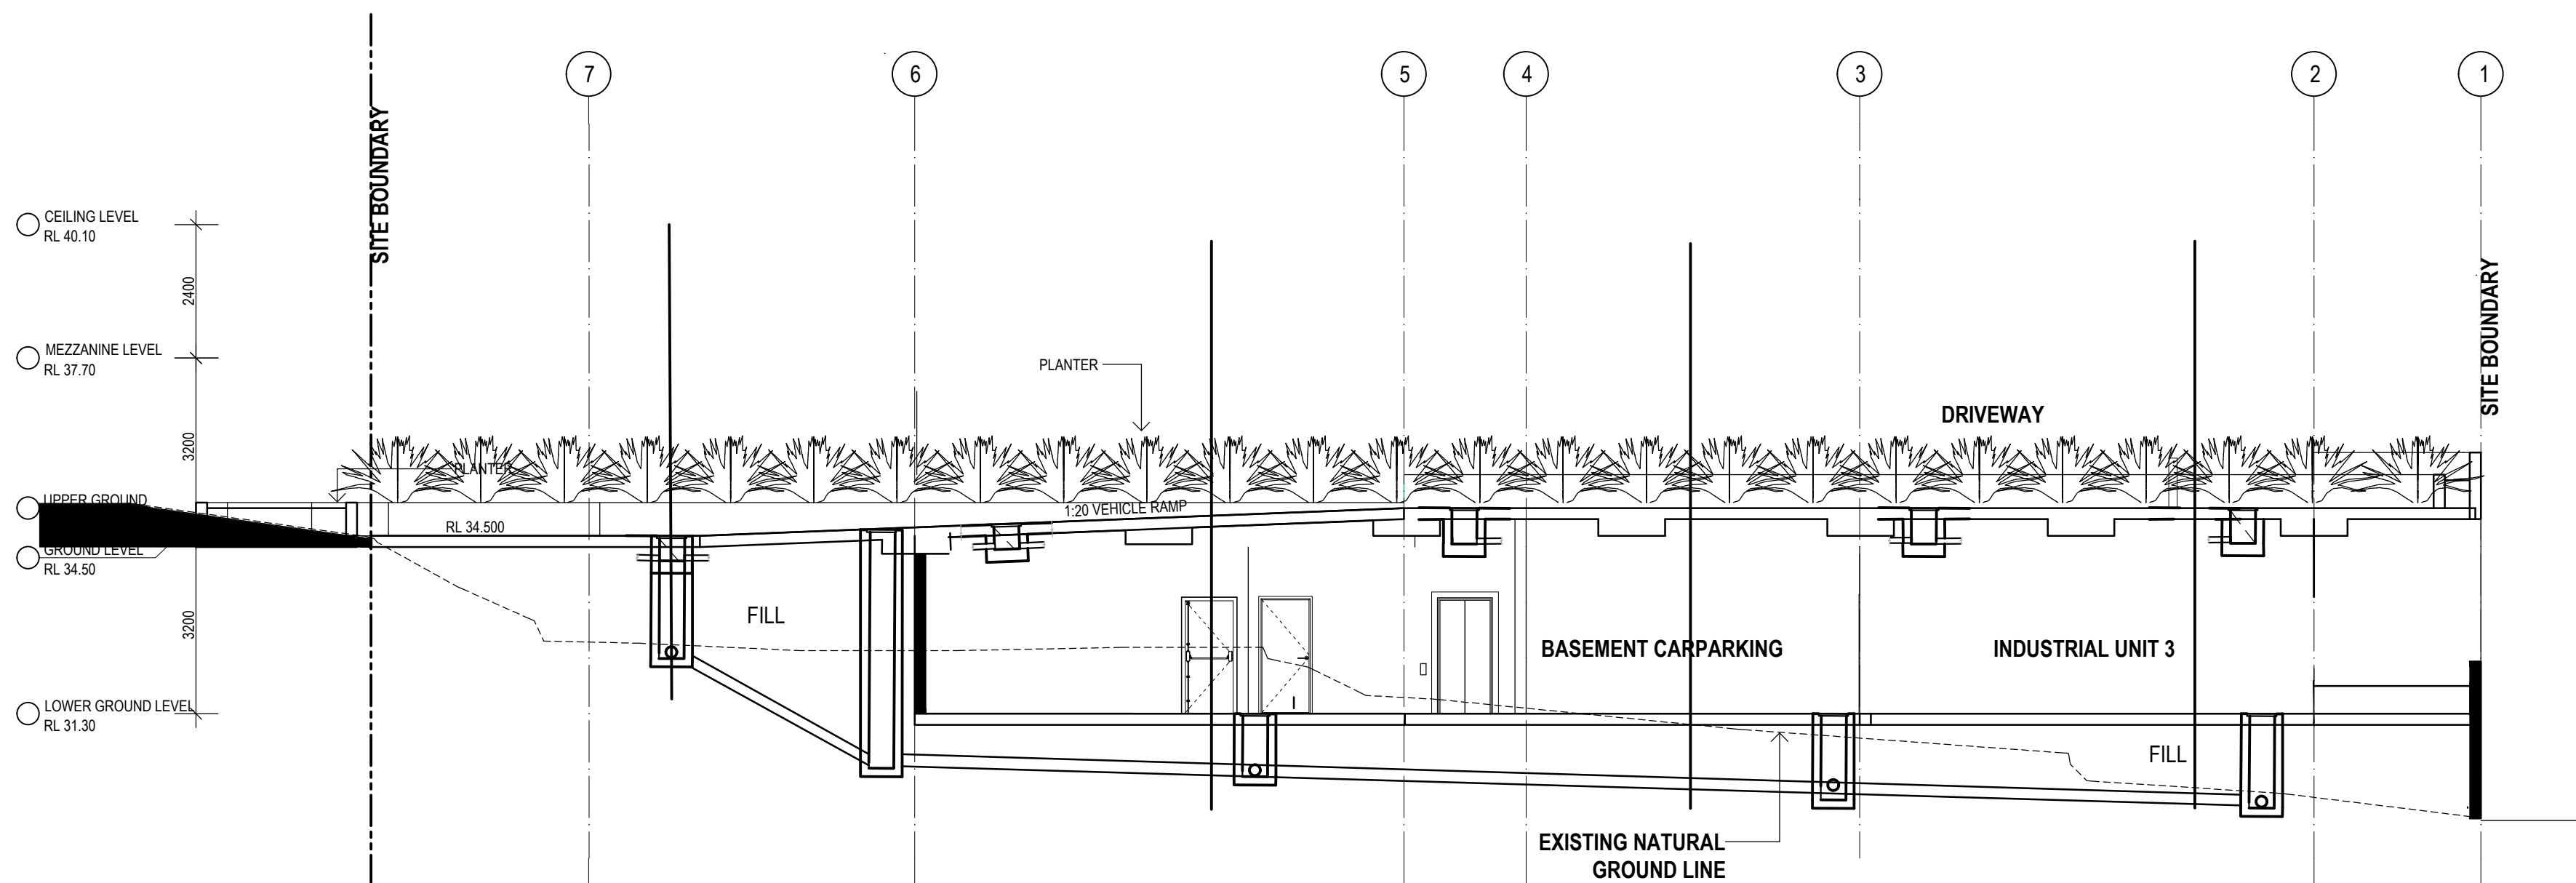 7
6
5
4
3
2
1
SITE BOUNDARY
CEILING LEVEL
RL 40.10
2400
MEZZANINE LEVEL
RL 37.70
PLANTER
SITE BOUNDARY
DRIVEWAY
3200
PLANTER
UPPER GROUND
1:20 VEHICLE RAMP
RL 34.500
GROUND LEVEL
RL 34.50
3200
FILL
BASEMENT CARPARKING
INDUSTRIAL UNIT 3
LOWER GROUND LEVEL
RL 31.30
FILL
EXISTING NATURAL
GROUND LINE